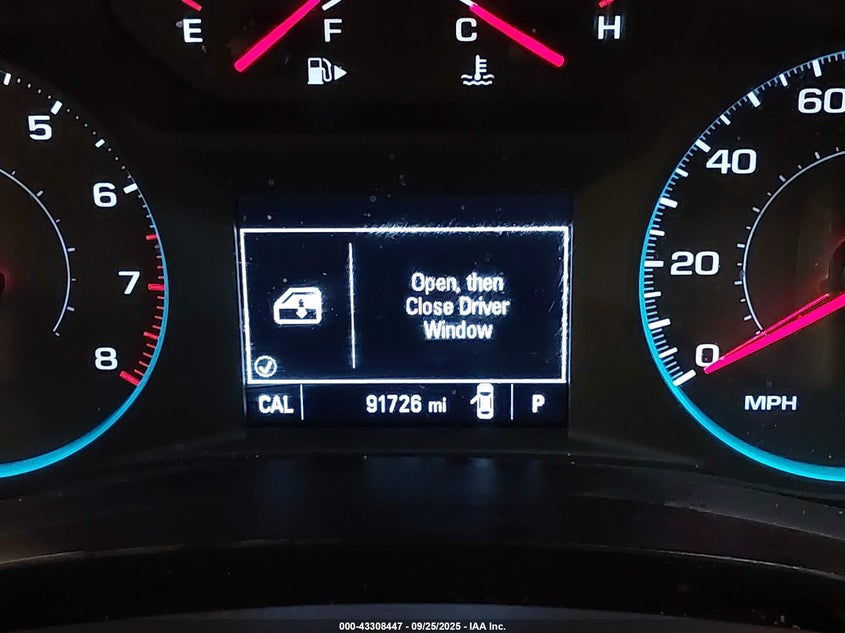 E F C H
5
6
7
8
60
40
20
0
MPH
Open, then
Close Driver
Window
CAL 91726 mi P
000-43308447 - 09/25/2025 - IAA Inc.